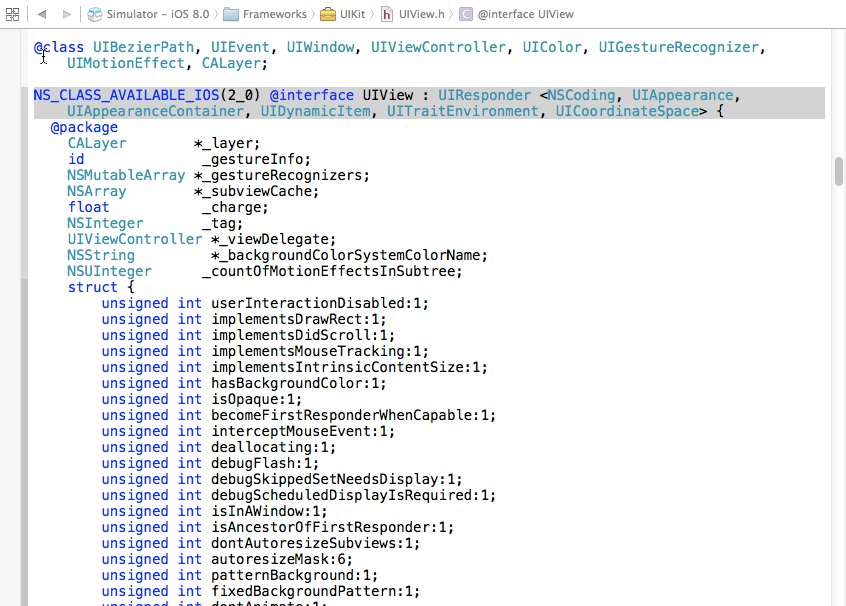 Simulator – iOS 8.0 Frameworks UIKit UIView.h @interface UIView
@class UIBezierPath, UIEvent, UIWindow, UIViewController, UIColor, UIGestureRecognizer,
UIMotionEffect, CALayer;
NS_CLASS_AVAILABLE_IOS(2_0) @interface UIView : UIResponder <NSCoding, UIAppearance,
UIAppearanceContainer, UIDynamicItem, UITraitEnvironment, UICoordinateSpace> {
@package
CALayer *_layer;
id _gestureInfo;
NSMutableArray *_gestureRecognizers;
NSArray *_subviewCache;
float _charge;
NSInteger _tag;
UIViewController *_viewDelegate;
NSString *_backgroundColorSystemColorName;
NSUInteger _countOfMotionEffectsInSubtree;
struct {
unsigned int userInteractionDisabled:1;
unsigned int implementsDrawRect:1;
unsigned int implementsDidScroll:1;
unsigned int implementsMouseTracking:1;
unsigned int implementsIntrinsicContentSize:1;
unsigned int hasBackgroundColor:1;
unsigned int isOpaque:1;
unsigned int becomeFirstResponderWhenCapable:1;
unsigned int interceptMouseEvent:1;
unsigned int deallocating:1;
unsigned int debugFlash:1;
unsigned int debugSkippedSetNeedsDisplay:1;
unsigned int debugScheduledDisplayIsRequired:1;
unsigned int isInAWindow:1;
unsigned int isAncestorOfFirstResponder:1;
unsigned int dontAutoresizeSubviews:1;
unsigned int autoresizeMask:6;
unsigned int patternBackground:1;
unsigned int fixedBackgroundPattern:1;
unsigned int dontAnimate:1;